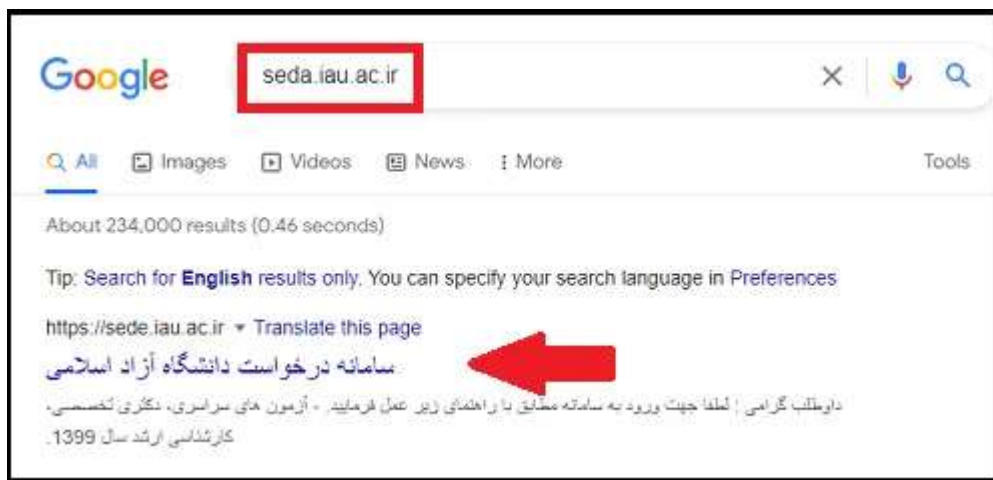 Google
seda.iau.ac.ir
All Images Videos News More Tools
About 234,000 results (0.46 seconds)
Tip: Search for English results only. You can specify your search language in Preferences
https://sede.iau.ac.ir Translate this page
سامانه درخواست دانشگاه آزاد اسلامی
داوطلب گرامی : لطفا جهت ورود به سامانه مطابق با راهنمای زیر عمل فرمایید. - آزمون های سراسری، دکتری تخصصی،
کارشناسی ارشد سال 1399.